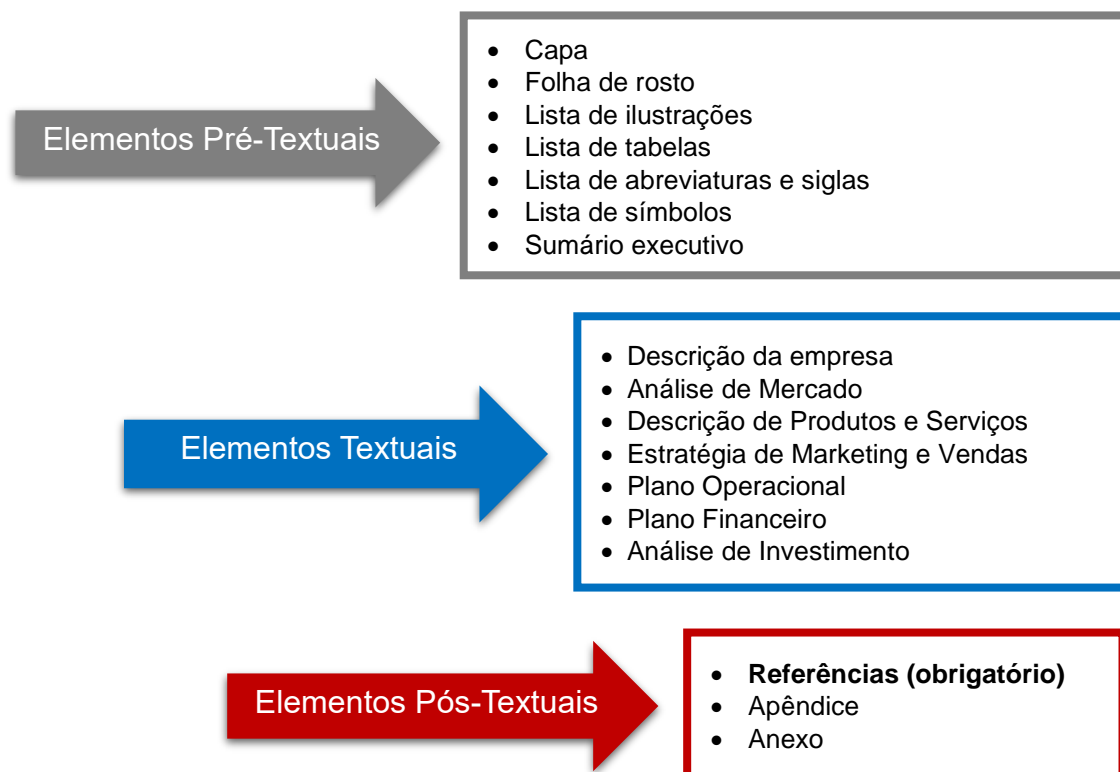 Elementos Pré-Textuais
• Capa
• Folha de rosto
• Lista de ilustrações
• Lista de tabelas
• Lista de abreviaturas e siglas
• Lista de símbolos
• Sumário executivo
Elementos Textuais
• Descrição da empresa
• Análise de Mercado
• Descrição de Produtos e Serviços
• Estratégia de Marketing e Vendas
• Plano Operacional
• Plano Financeiro
• Análise de Investimento
Elementos Pós-Textuais
• Referências (obrigatório)
• Apêndice
• Anexo